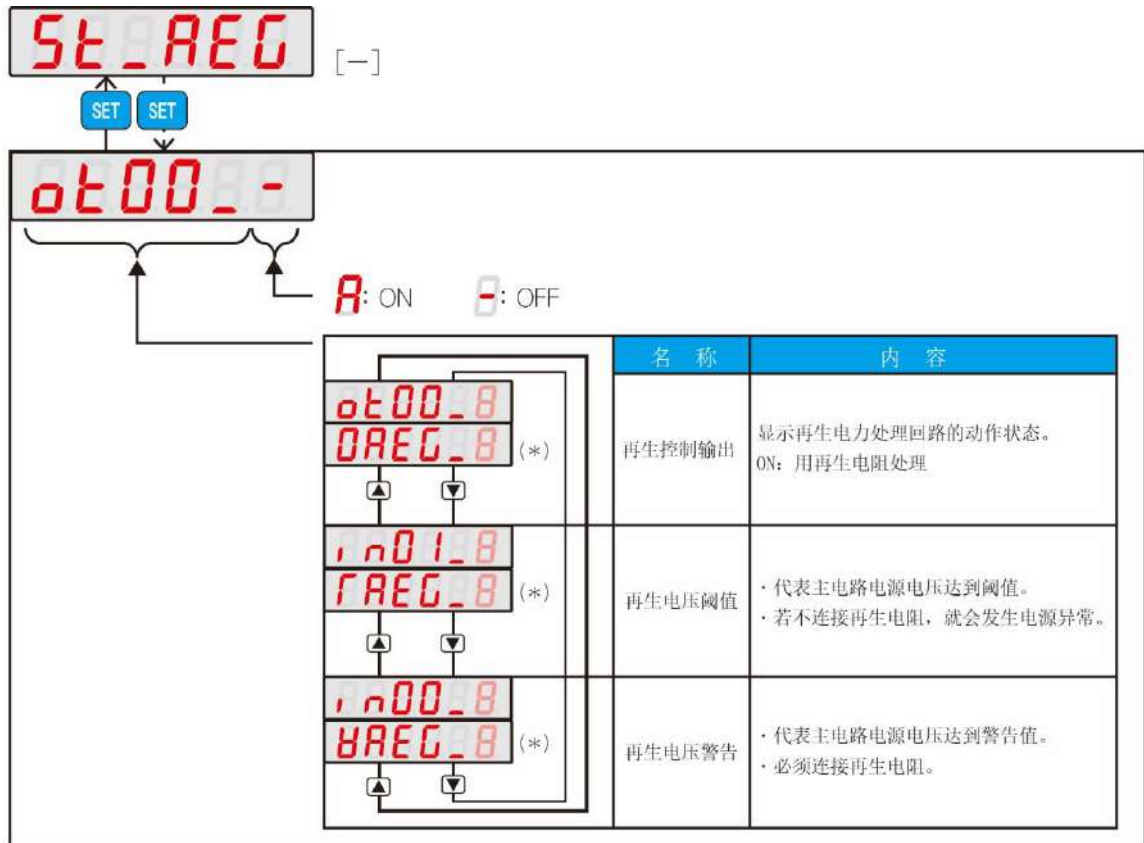 St_AEG [—]
SET SET
ot00_-
A: ON -: OFF
名 称 内 容
ot00_8
OAEG_8 (*)
再生控制输出
显示再生电力处理回路的动作状态。
ON: 用再生电阻处理
in01_8
ГAEG_8 (*)
再生电压阈值
·代表主电路电源电压达到阈值。
·若不连接再生电阻，就会发生电源异常。
in00_8
AEG_8 (*)
再生电压警告
·代表主电路电源电压达到警告值。
·必须连接再生电阻。